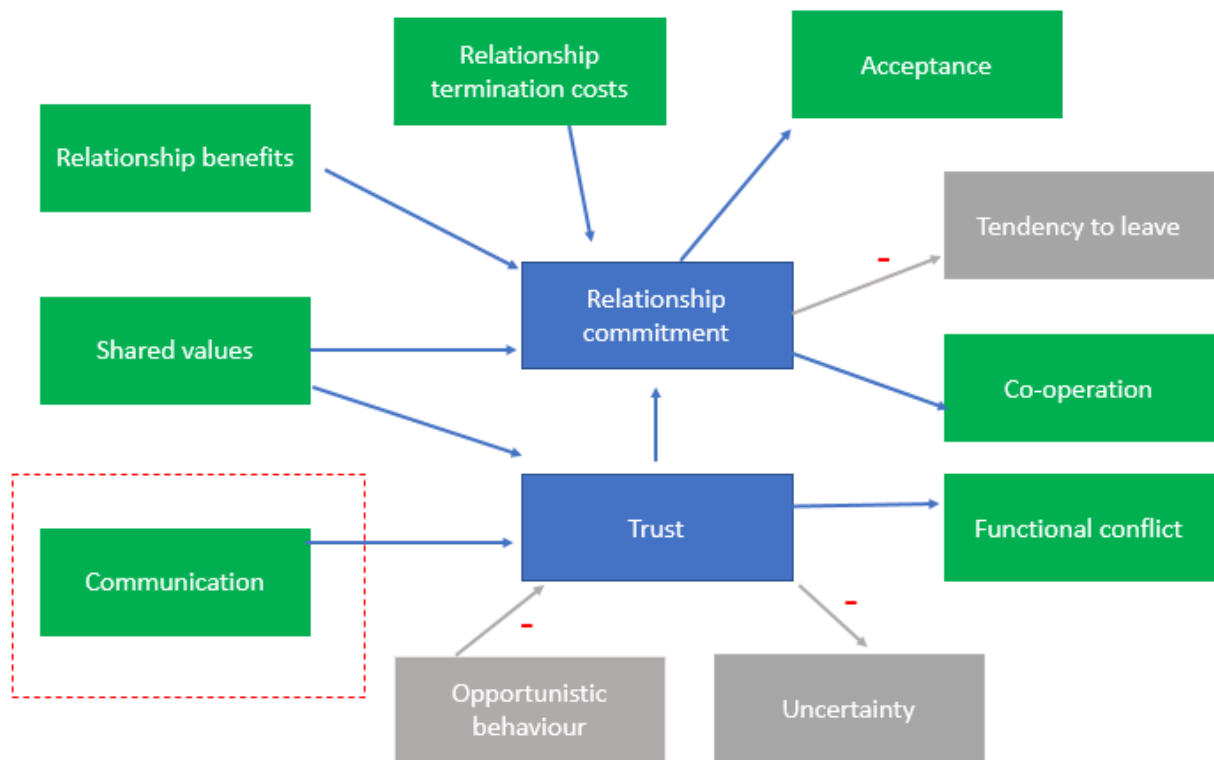 Relationship
termination costs
Acceptance
Relationship benefits
Tendency to leave
-
Relationship
commitment
Shared values
Co-operation
Trust
Functional conflict
Communication
-
-
Opportunistic
behaviour
Uncertainty